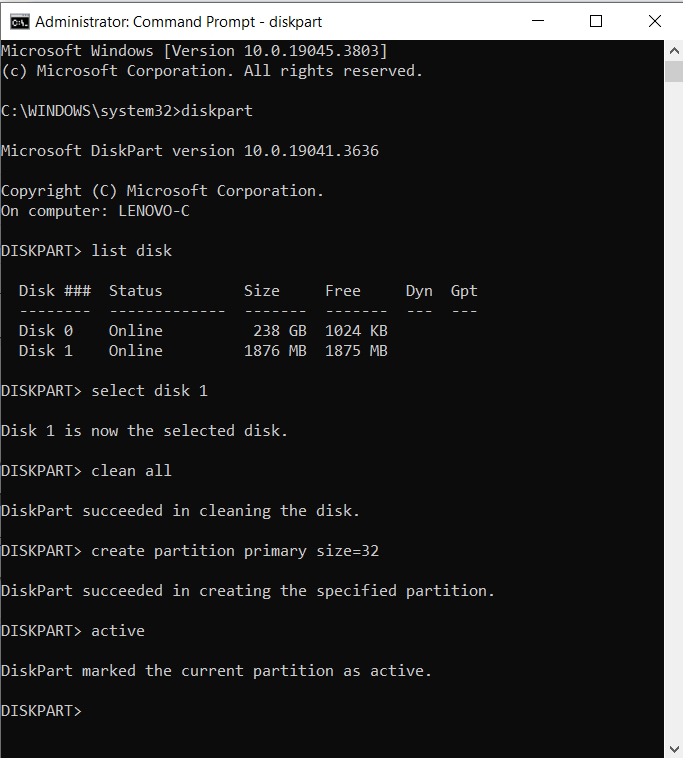 Administrator: Command Prompt - diskpart
Microsoft Windows [Version 10.0.19045.3803]
(c) Microsoft Corporation. All rights reserved.
C:\WINDOWS\system32>diskpart
Microsoft DiskPart version 10.0.19041.3636
Copyright (C) Microsoft Corporation.
On computer: LENOVO-C
DISKPART> list disk
  Disk ###  Status         Size     Free     Dyn  Gpt
  --------  -------------  -------  -------  ---  ---
  Disk 0    Online          238 GB  1024 KB
  Disk 1    Online         1876 MB  1875 MB
DISKPART> select disk 1
Disk 1 is now the selected disk.
DISKPART> clean all
DiskPart succeeded in cleaning the disk.
DISKPART> create partition primary size=32
DiskPart succeeded in creating the specified partition.
DISKPART> active
DiskPart marked the current partition as active.
DISKPART>